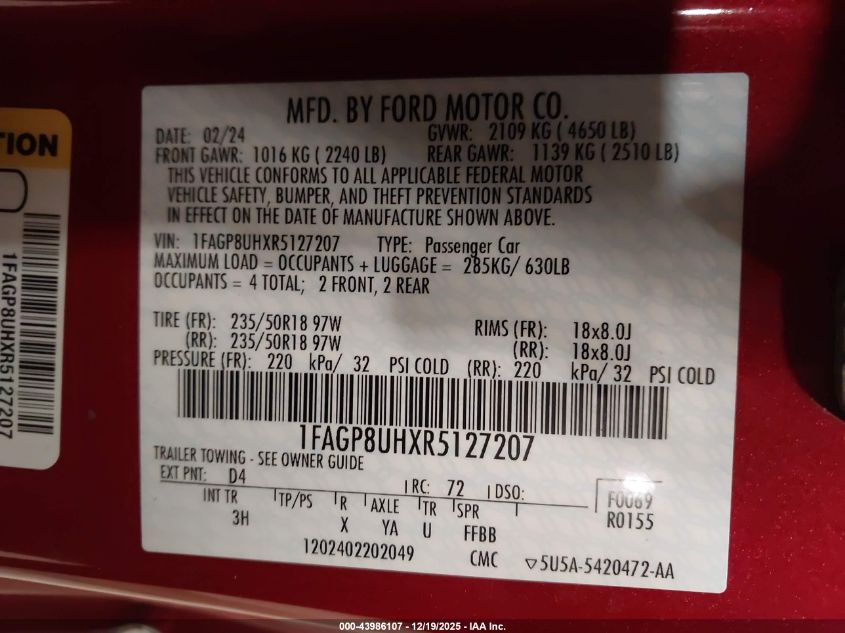 MFD. BY FORD MOTOR CO.
DATE: 02/24 GVWR: 2109 KG ( 4650 LB)
FRONT GAWR: 1016 KG ( 2240 LB) REAR GAWR: 1139 KG ( 2510 LB)
THIS VEHICLE CONFORMS TO ALL APPLICABLE FEDERAL MOTOR
VEHICLE SAFETY, BUMPER, AND THEFT PREVENTION STANDARDS
IN EFFECT ON THE DATE OF MANUFACTURE SHOWN ABOVE.
VIN: 1FAGP8UHXR5127207 TYPE: Passenger Car
MAXIMUM LOAD = OCCUPANTS + LUGGAGE = 285KG/ 630LB
OCCUPANTS = 4 TOTAL; 2 FRONT, 2 REAR
TIRE (FR): 235/50R18 97W RIMS (FR): 18x8.0J
(RR): 235/50R18 97W (RR): 18x8.0J
PRESSURE (FR): 220 kPa/ 32 PSI COLD (RR): 220 kPa/ 32 PSI COLD
1FAGP8UHXR5127207
TRAILER TOWING - SEE OWNER GUIDE
EXT PNT: D4 RC: 72 DSO: F0069
INT TR TP/PS R AXLE TR SPR R0155
3H X YA U FFBB
1202402202049 CMC ▽5U5A-5420472-AA
TION
1FAGP8UHXR5127207
000-43986107 - 12/19/2025 - IAA Inc.